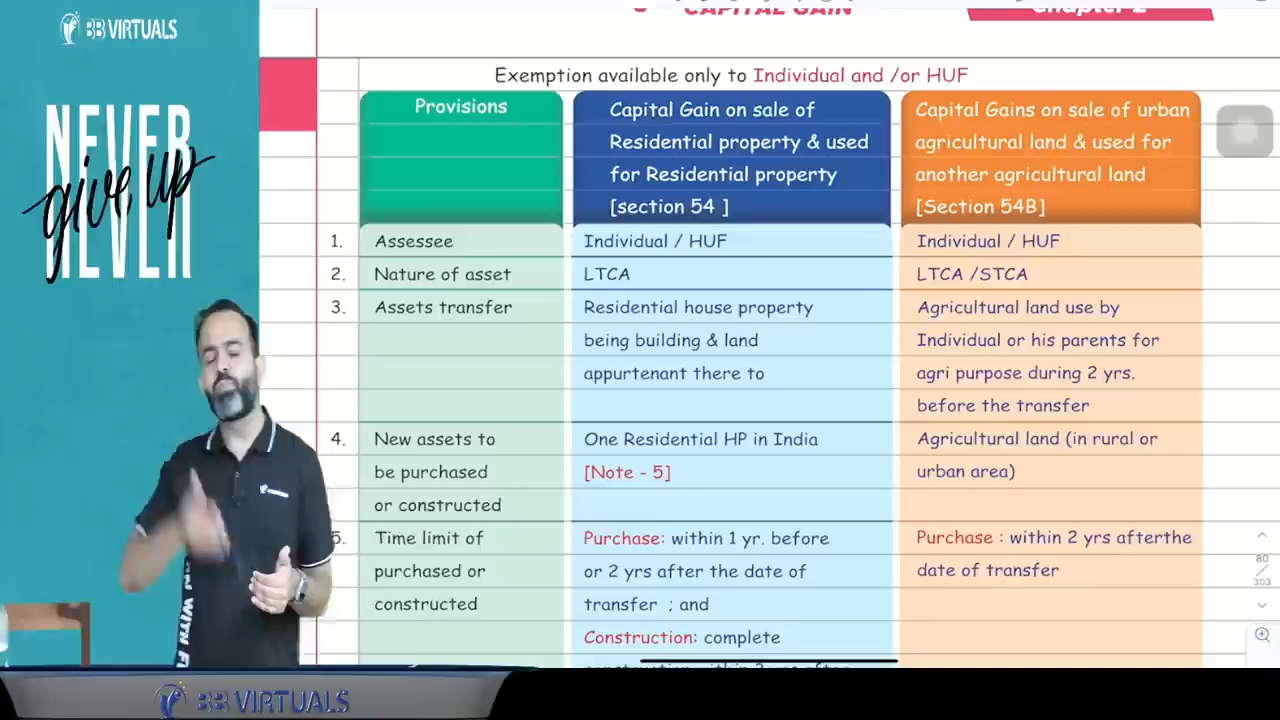 BB VIRTUALS
NEVER
give up
NEVER
CAPITAL GAIN
Chapter 2
Exemption available only to Individual and /or HUF
Provisions
Capital Gain on sale of
Residential property & used
for Residential property
[section 54 ]
Capital Gains on sale of urban
agricultural land & used for
another agricultural land
[Section 54B]
1. Assessee
Individual / HUF
Individual / HUF
2. Nature of asset
LTCA
LTCA /STCA
3. Assets transfer
Residential house property
being building & land
appurtenant there to
Agricultural land use by
Individual or his parents for
agri purpose during 2 yrs.
before the transfer
4. New assets to
be purchased
or constructed
One Residential HP in India
[Note - 5]
Agricultural land (in rural or
urban area)
5. Time limit of
purchased or
constructed
Purchase: within 1 yr. before
or 2 yrs after the date of
transfer ; and
Construction: complete
Purchase : within 2 yrs afterthe
date of transfer
80
303
BB VIRTUALS